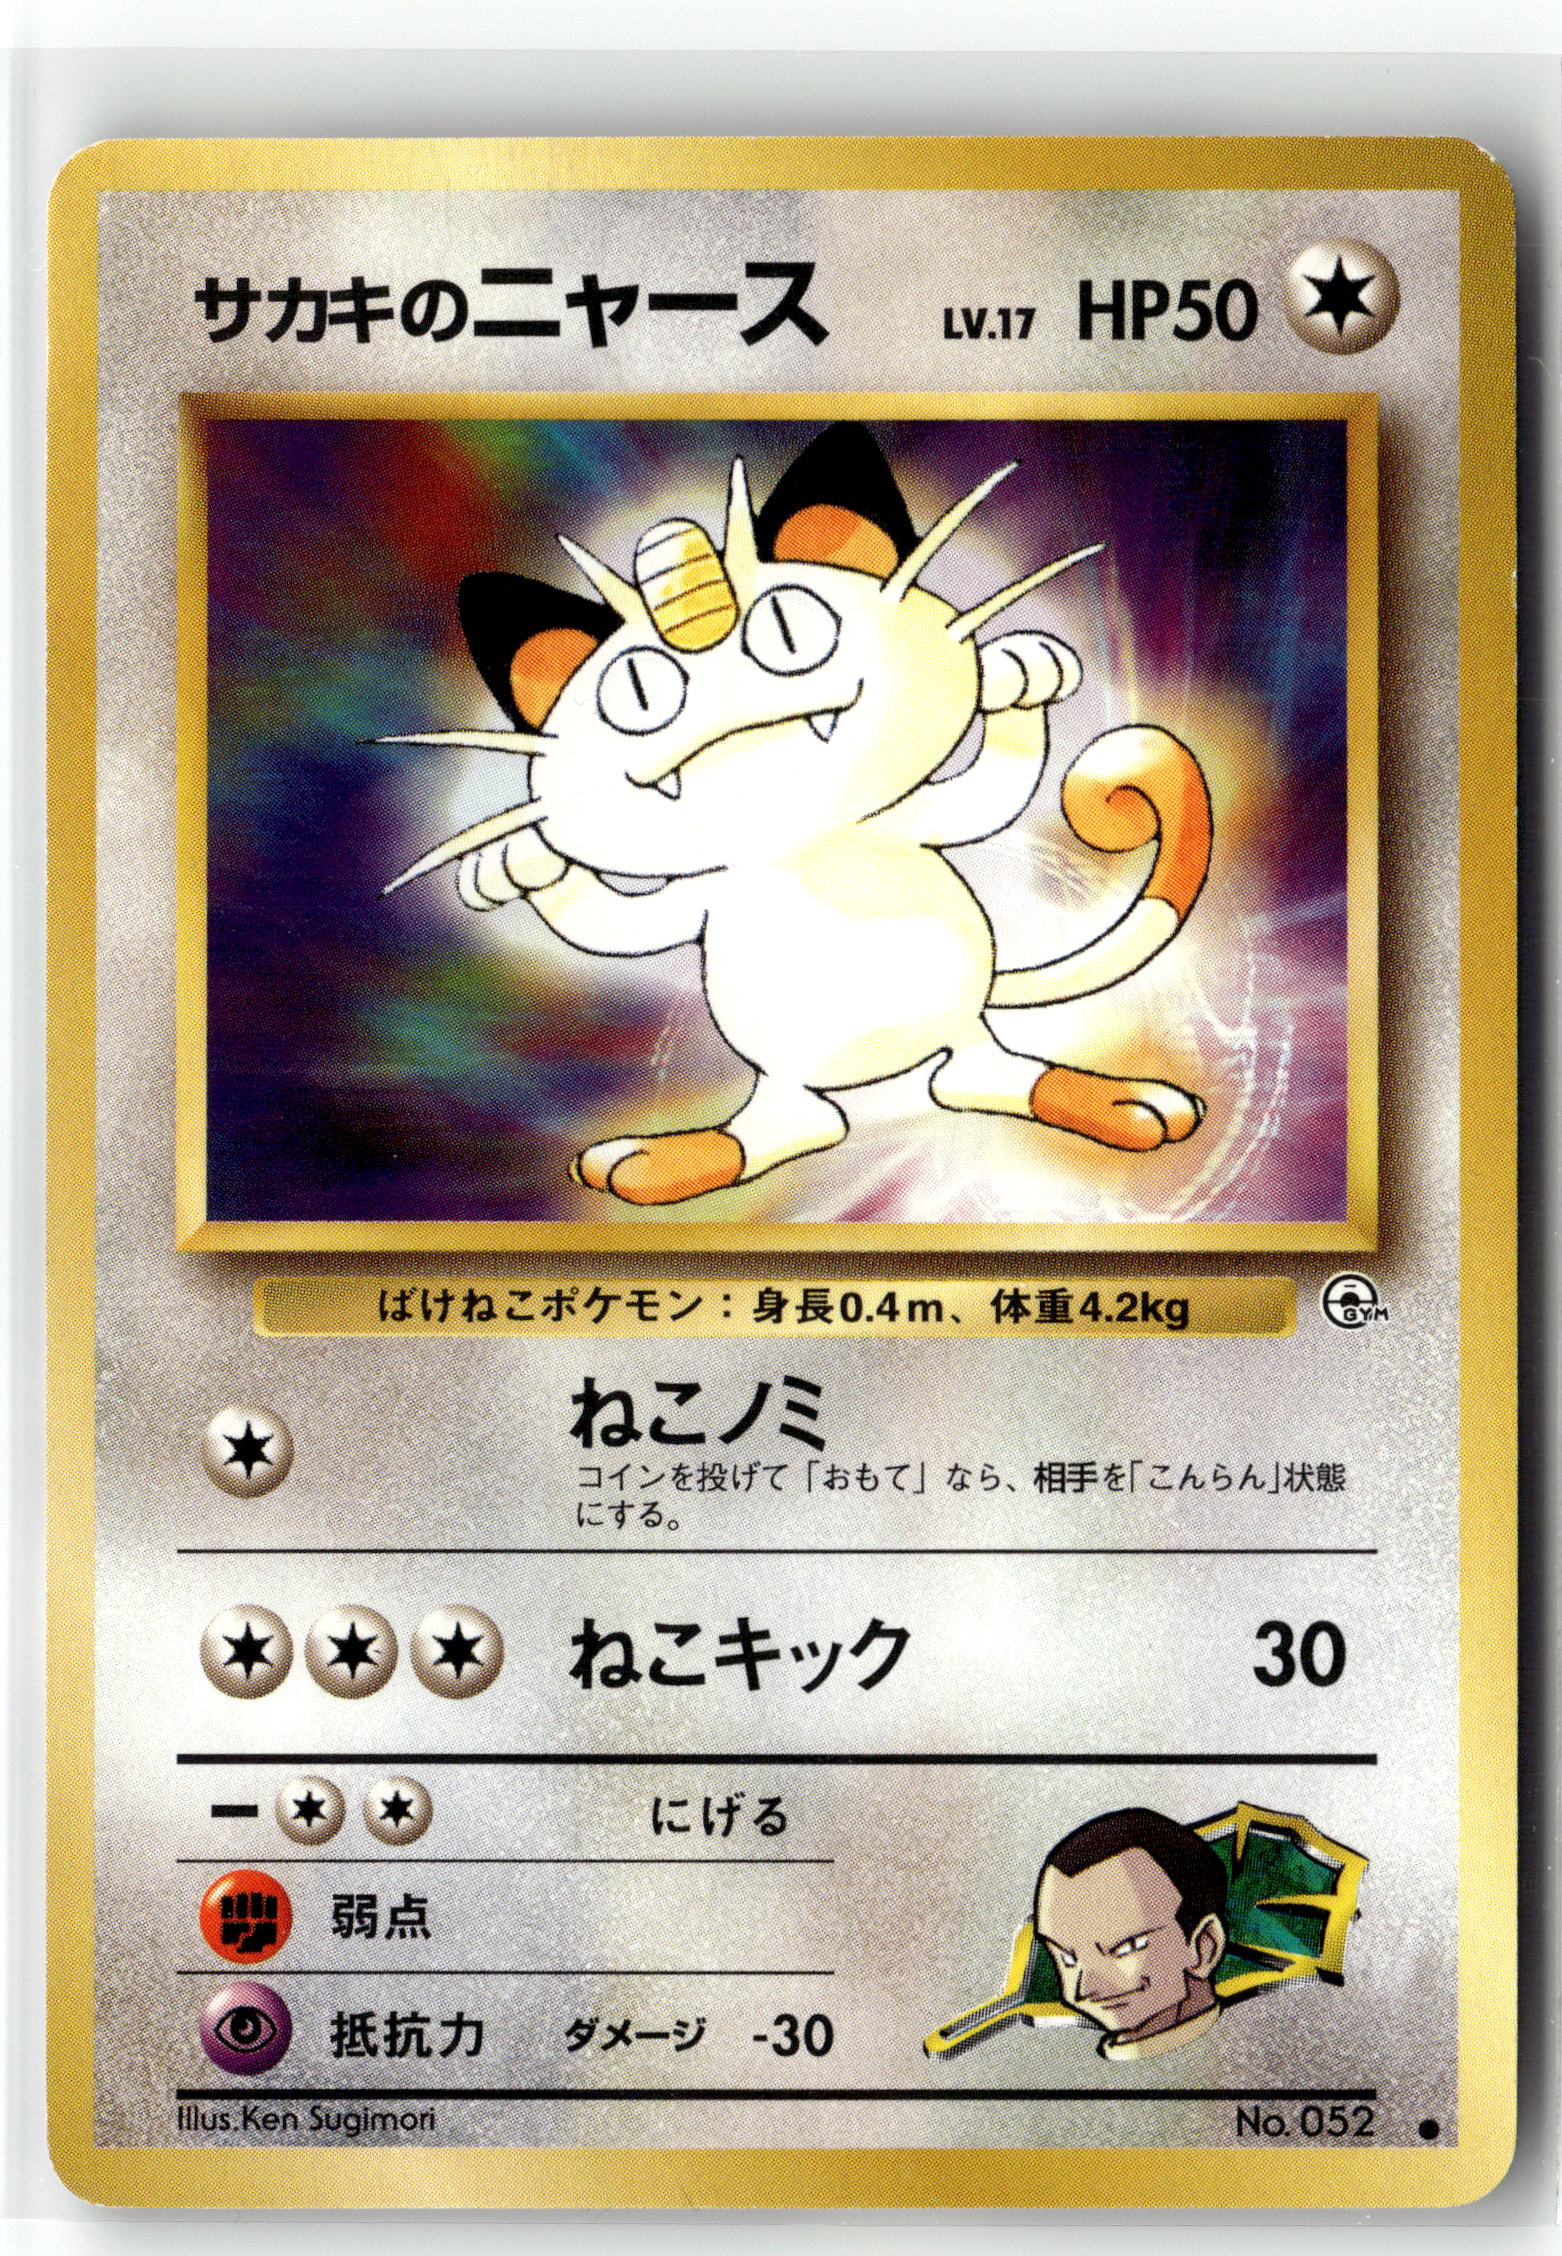 サカキのニャース LV.17 HP50
ばけねこポケモン：身長0.4m、体重4.2kg
GYM
ねこノミ
コインを投げて「おもて」なら、相手を「こんらん」状態
にする。
ねこキック 30
にげる
弱点
抵抗力 ダメージ -30
Illus.Ken Sugimori No.052